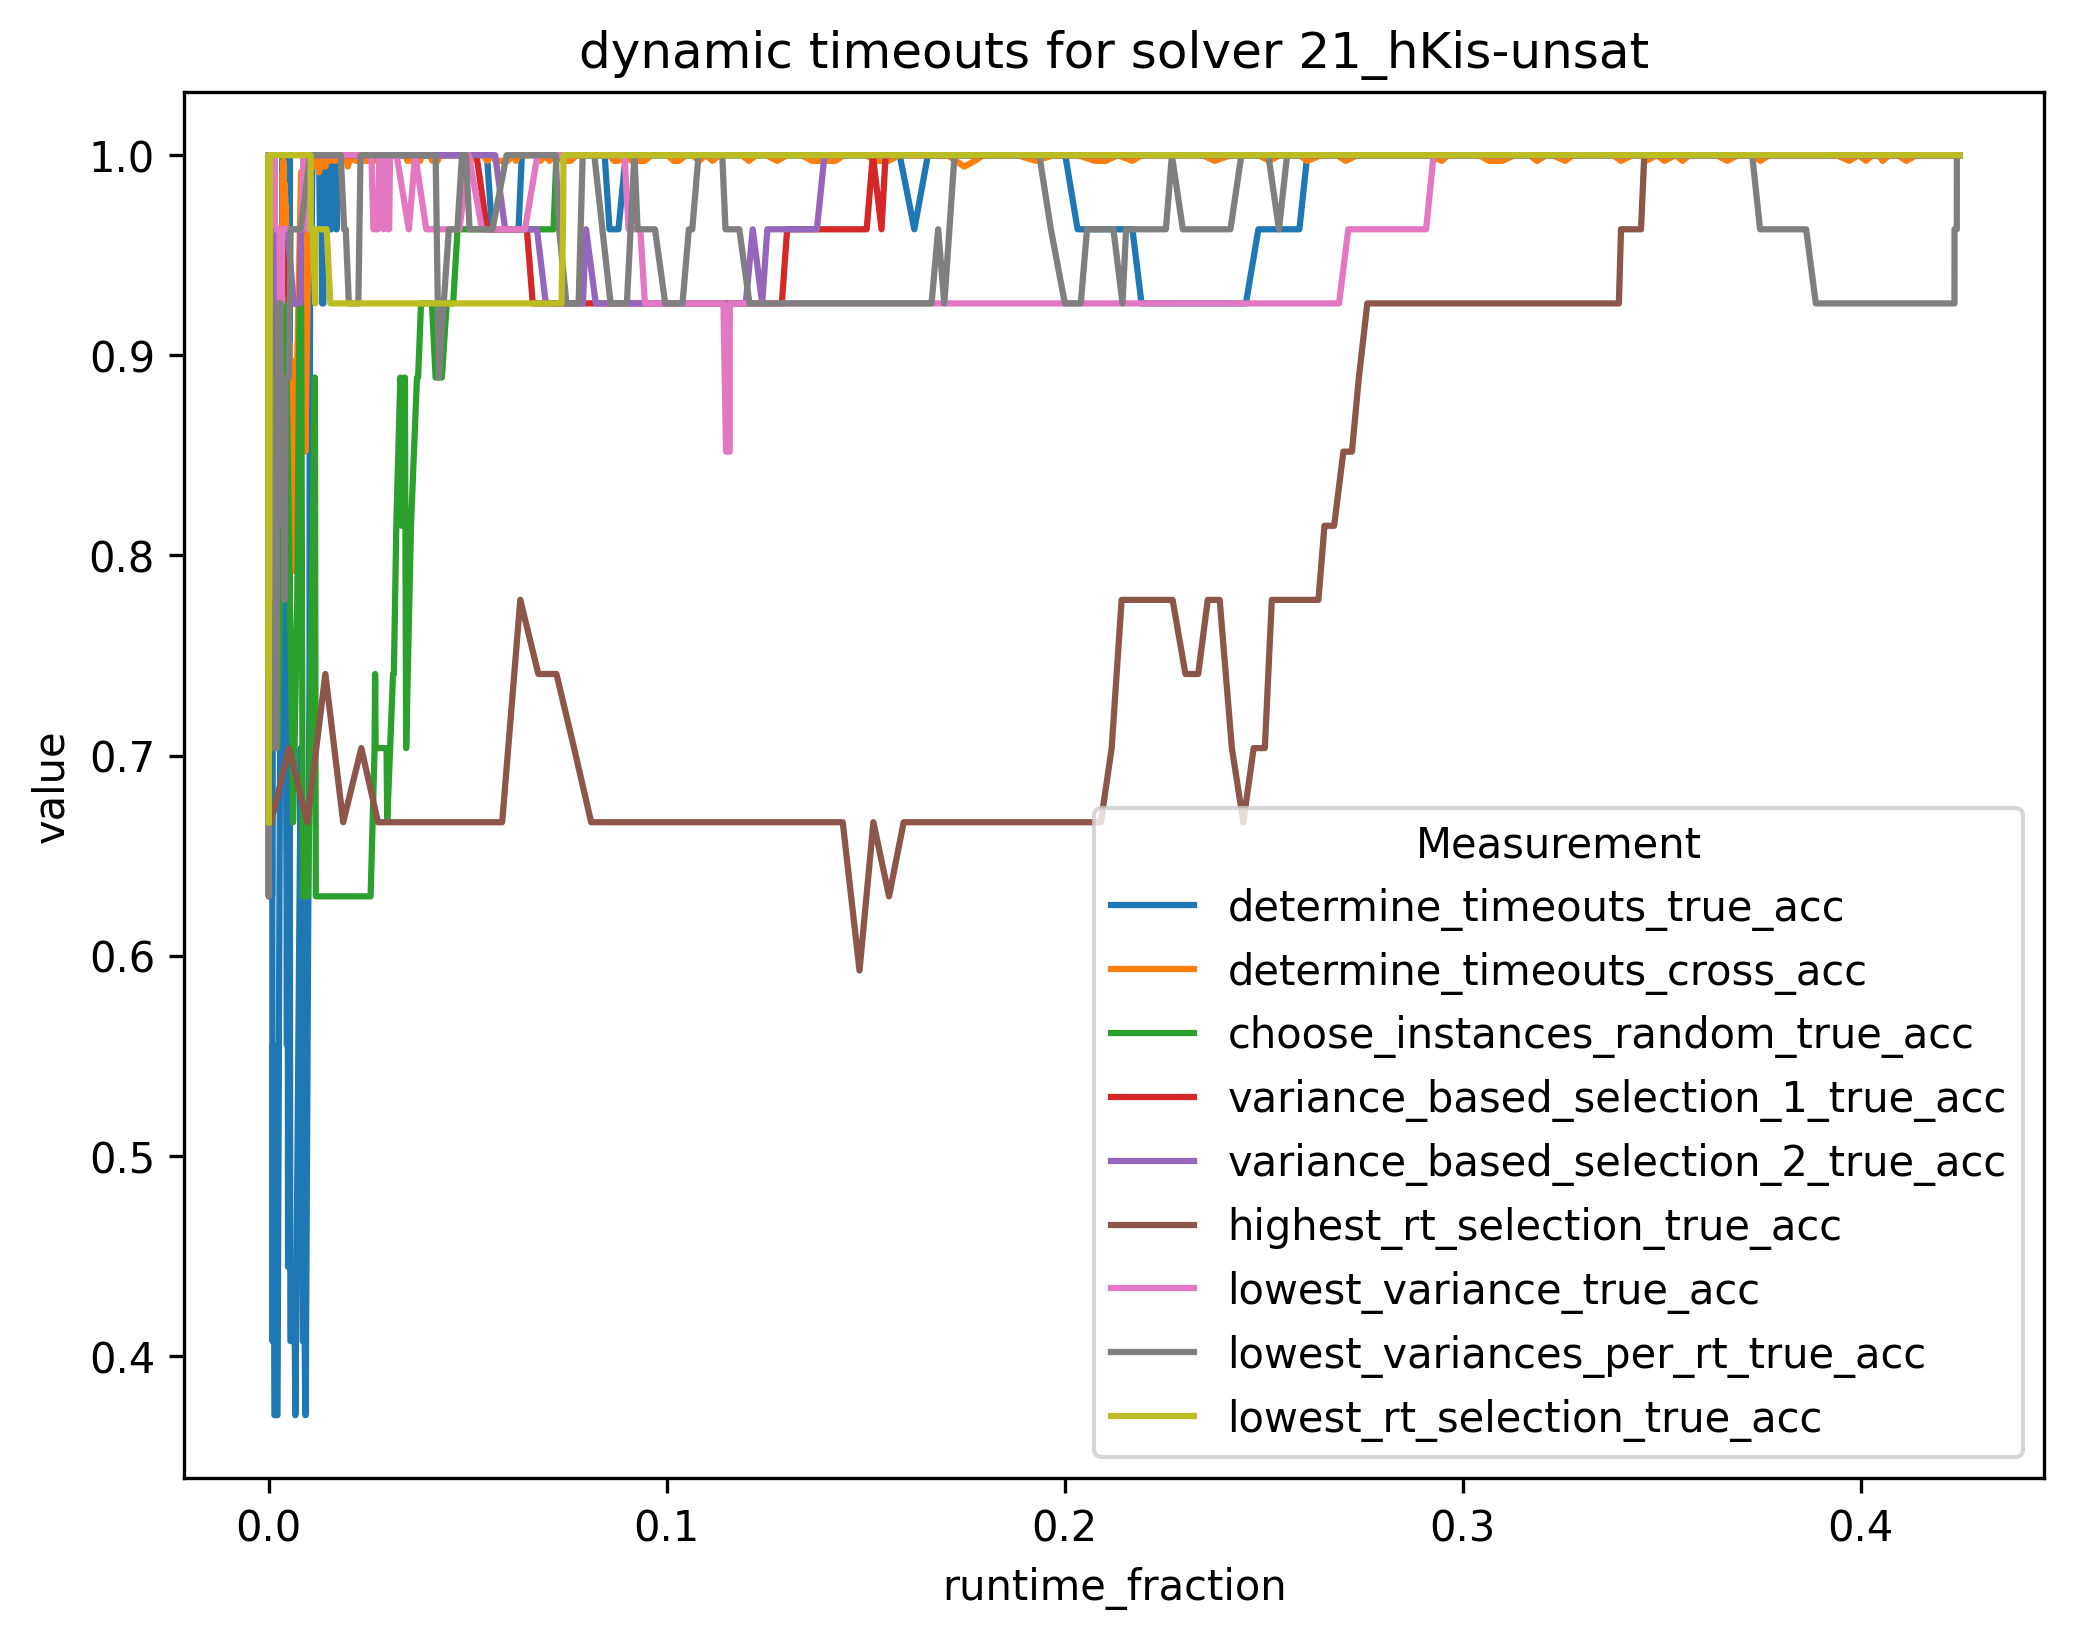 dynamic timeouts for solver 21_hKis-unsat
1.0
0.9
0.8
0.7
0.6
0.5
0.4
value
0.0
0.1
0.2
0.3
0.4
runtime_fraction
Measurement
determine_timeouts_true_acc
determine_timeouts_cross_acc
choose_instances_random_true_acc
variance_based_selection_1_true_acc
variance_based_selection_2_true_acc
highest_rt_selection_true_acc
lowest_variance_true_acc
lowest_variances_per_rt_true_acc
lowest_rt_selection_true_acc